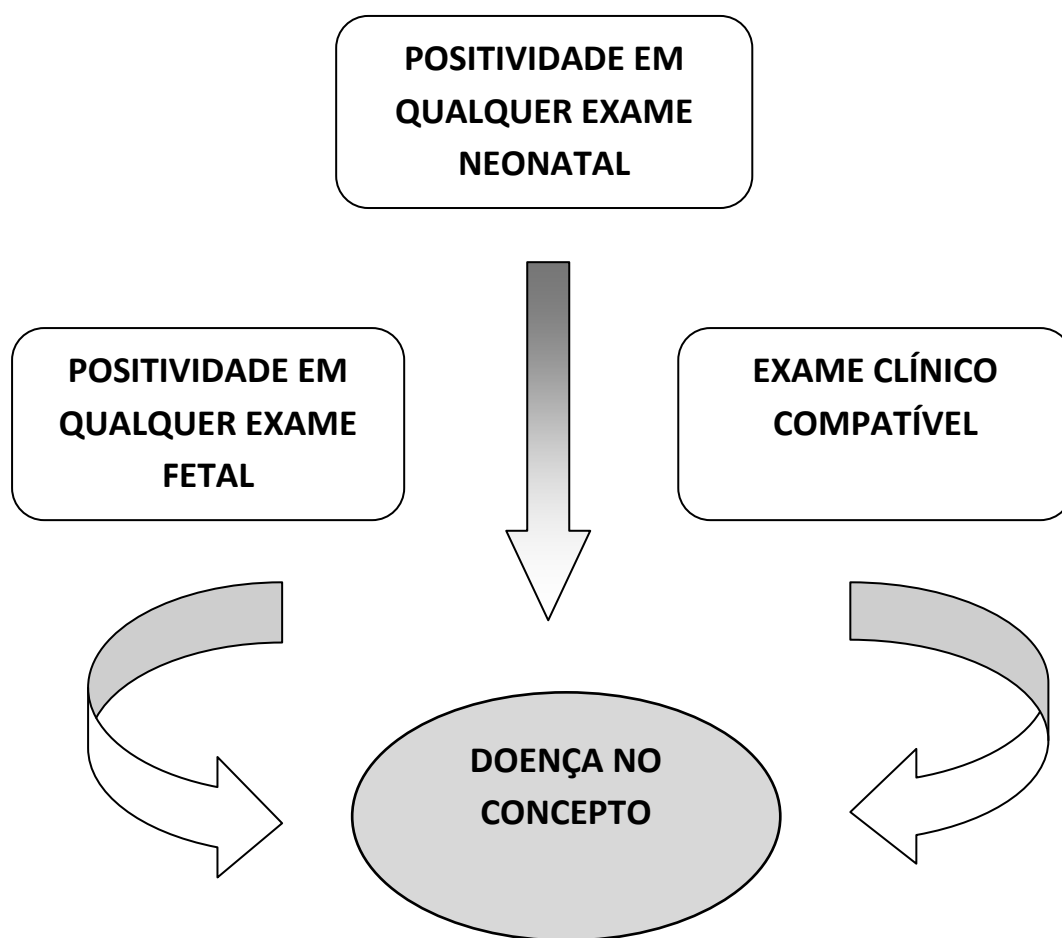 POSITIVIDADE EM
QUALQUER EXAME
NEONATAL
POSITIVIDADE EM
QUALQUER EXAME
FETAL
EXAME CLÍNICO
COMPATÍVEL
DOENÇA NO
CONCEPTO